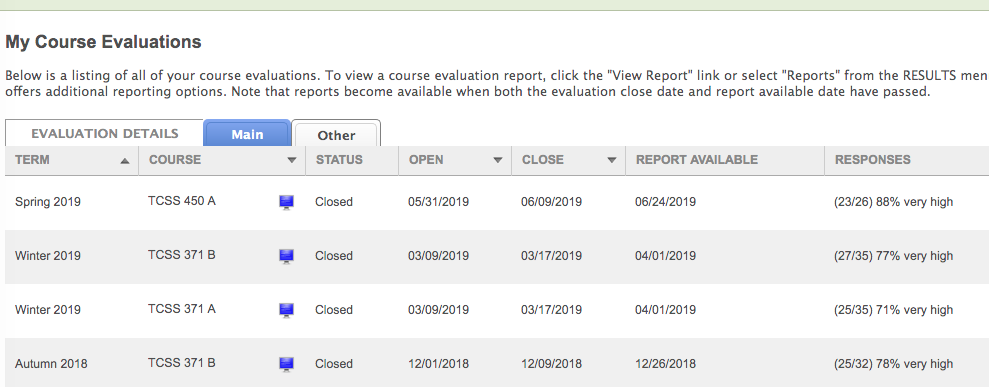 My Course Evaluations
Below is a listing of all of your course evaluations. To view a course evaluation report, click the "View Report" link or select "Reports" from the RESULTS men
offers additional reporting options. Note that reports become available when both the evaluation close date and report available date have passed.
EVALUATION DETAILS Main Other
TERM COURSE STATUS OPEN CLOSE REPORT AVAILABLE RESPONSES
Spring 2019 TCSS 450 A Closed 05/31/2019 06/09/2019 06/24/2019 (23/26) 88% very high
Winter 2019 TCSS 371 B Closed 03/09/2019 03/17/2019 04/01/2019 (27/35) 77% very high
Winter 2019 TCSS 371 A Closed 03/09/2019 03/17/2019 04/01/2019 (25/35) 71% very high
Autumn 2018 TCSS 371 B Closed 12/01/2018 12/09/2018 12/26/2018 (25/32) 78% very high